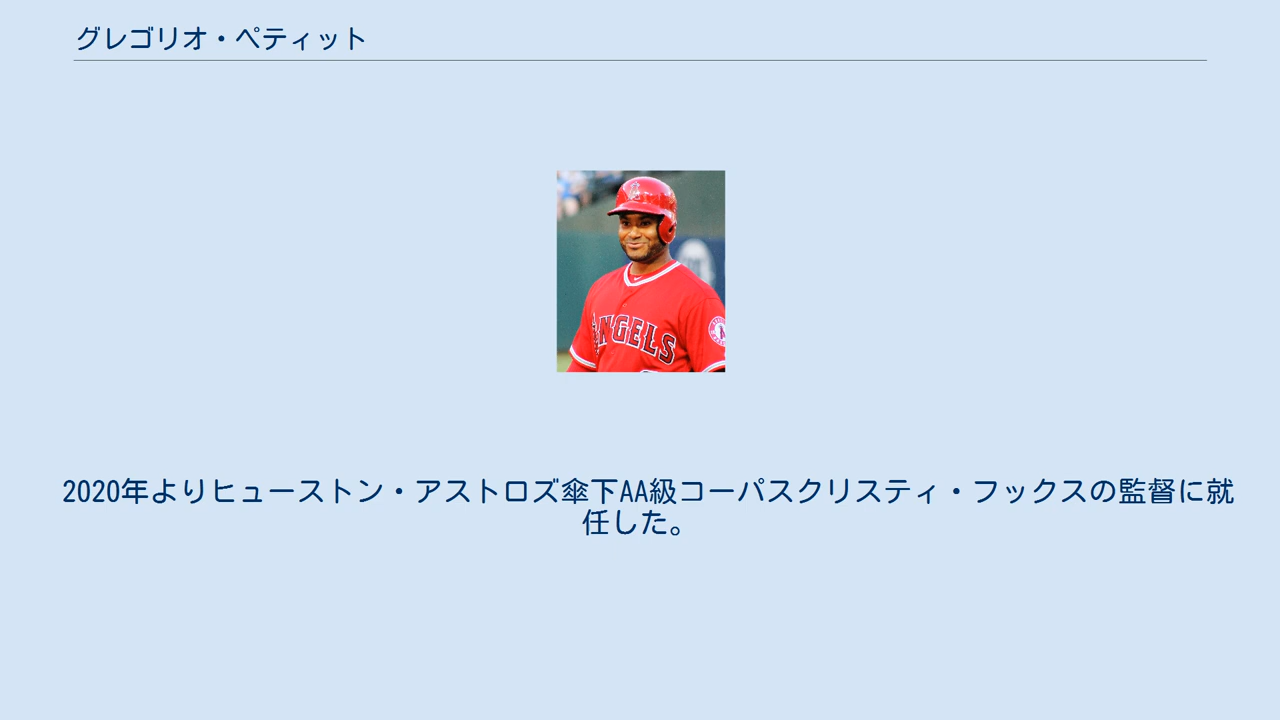 グレゴリオ・ペティット
ANGELS
2020年よりヒューストン・アストロズ傘下AA級コーパスクリスティ・フックスの監督に就
任した。